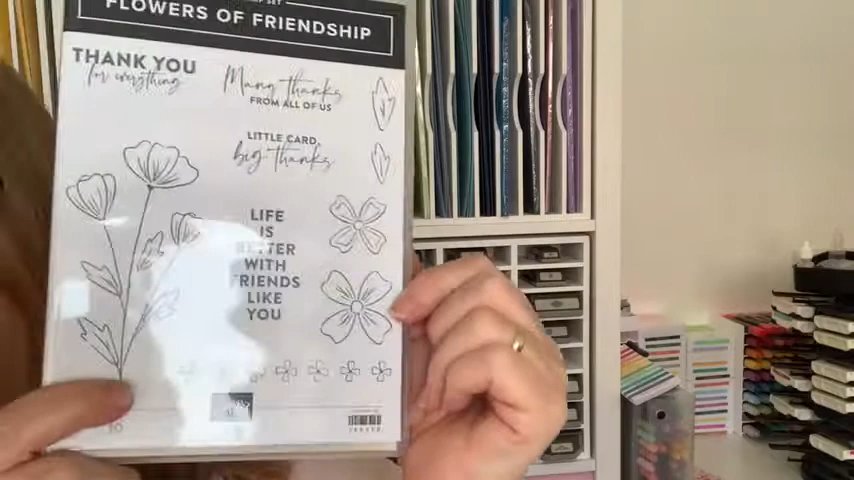 FLOWERS OF FRIENDSHIP
THANK YOU
for everything
Many thanks
FROM ALL OF US
LITTLE CARD,
big thanks
LIFE
IS
BETTER
WITH
FRIENDS
LIKE
YOU